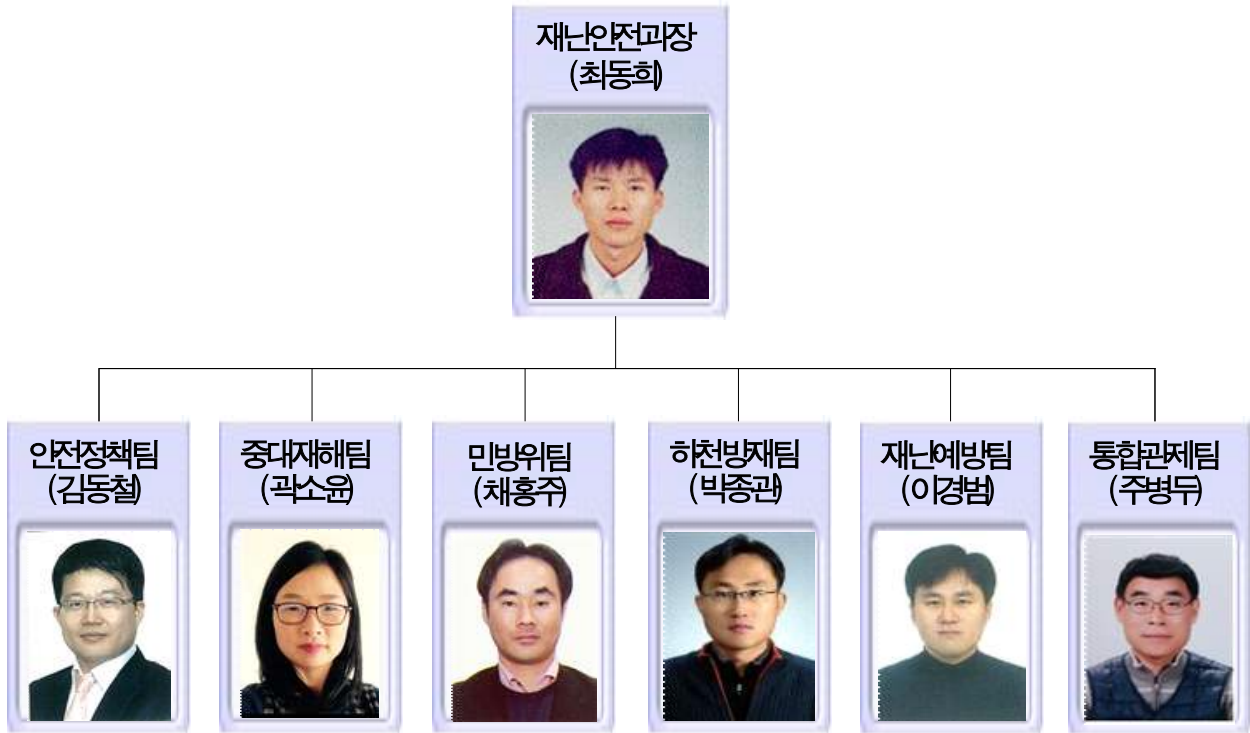 재난안전과장
(최동희)
안전정책팀
(김동철)
중대재해팀
(곽소윤)
민방위팀
(채홍주)
하천방재팀
(박종관)
재난예방팀
(이경범)
통합관제팀
(주병두)